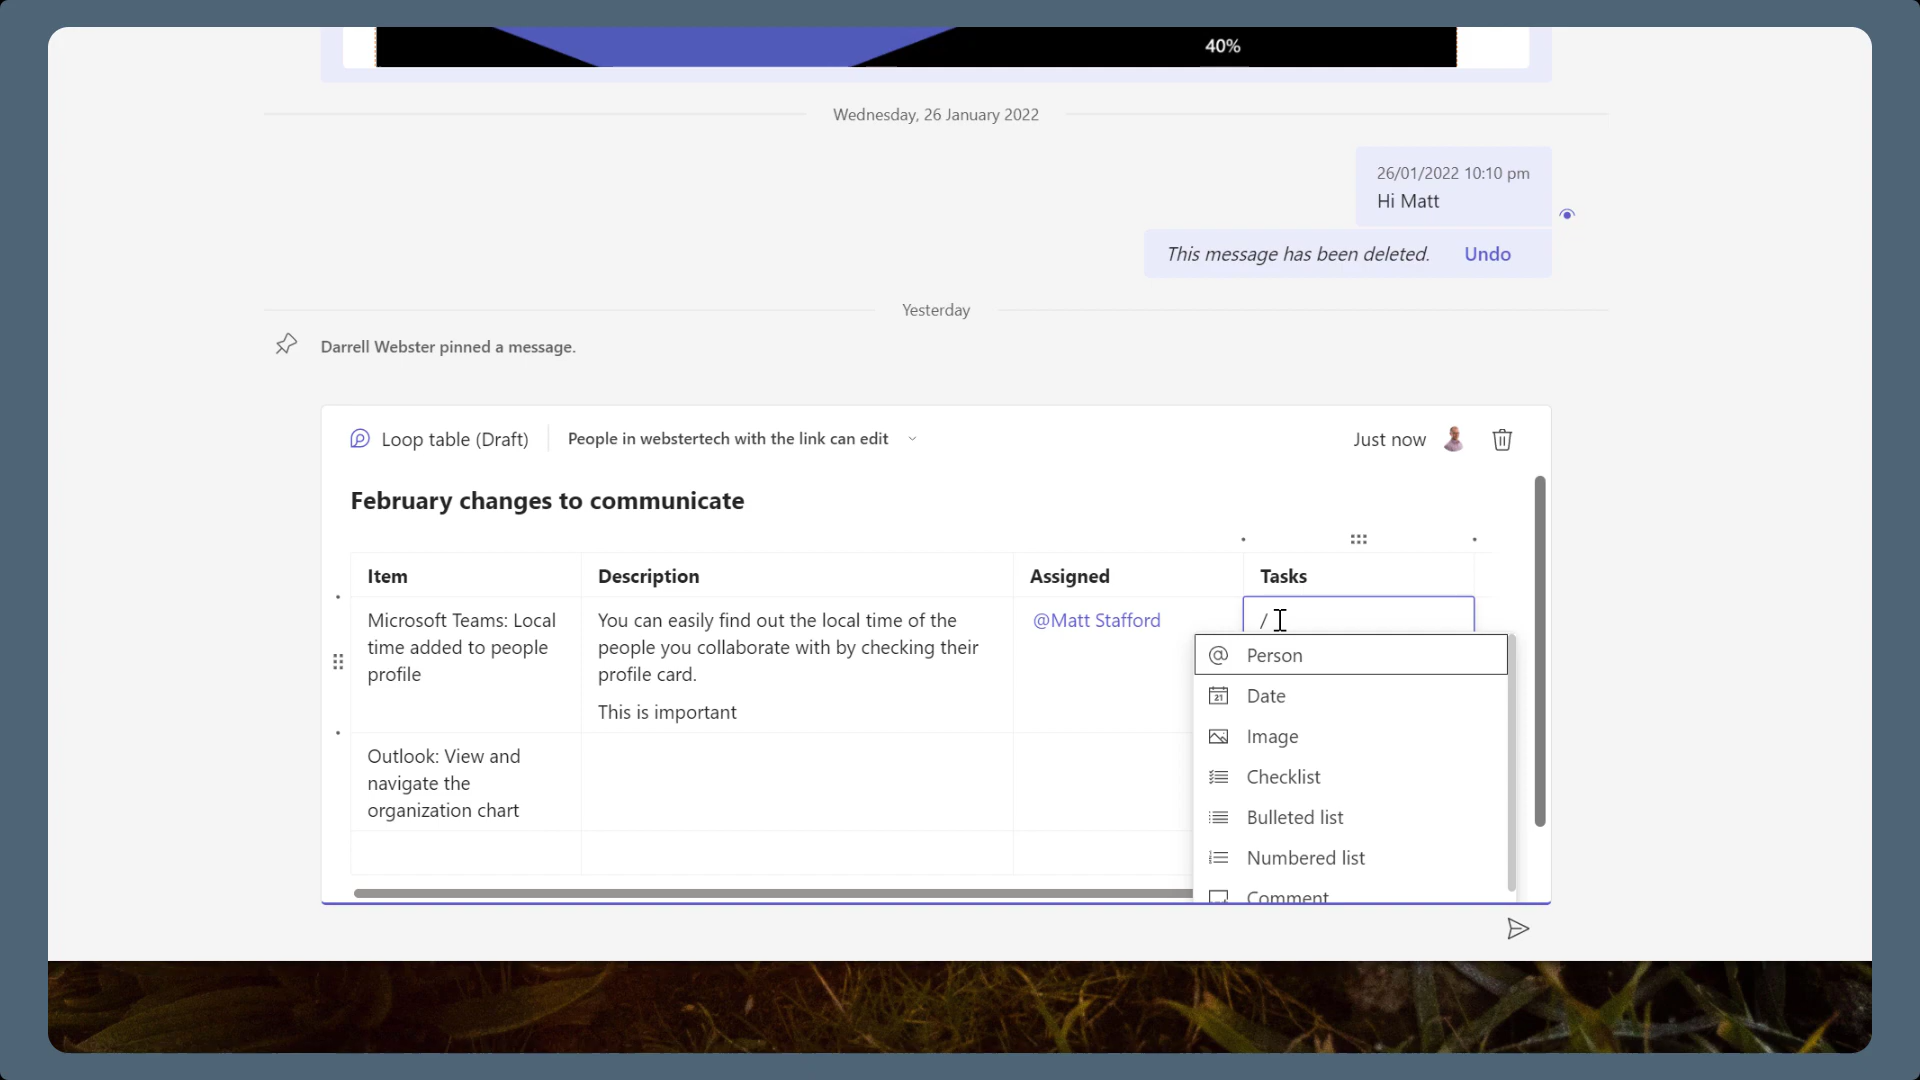 40%
Wednesday, 26 January 2022
26/01/2022 10:10 pm
Hi Matt
This message has been deleted. Undo
Yesterday
Darrell Webster pinned a message.
Loop table (Draft) People in webstertech with the link can edit Just now
February changes to communicate
Item Description Assigned Tasks
Microsoft Teams: Local
time added to people
profile
You can easily find out the local time of the
people you collaborate with by checking their
profile card.
This is important
@Matt Stafford
/
Person
Date
Image
Checklist
Bulleted list
Numbered list
Comment
Outlook: View and
navigate the
organization chart